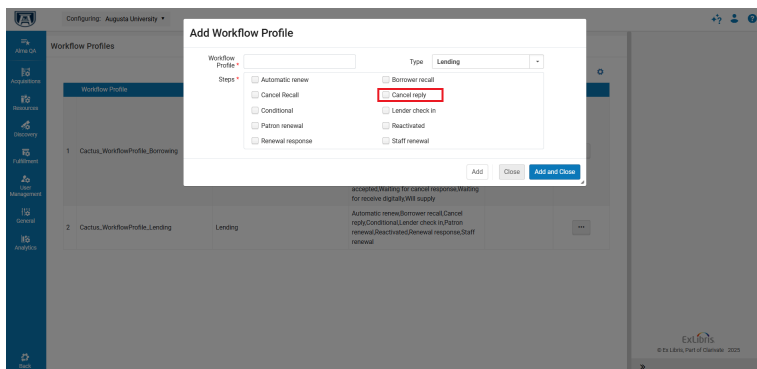 Configuring: Augusta University
Alma QA
Acquisitions
Resources
Discovery
Fulfillment
User
Management
General
Analytics
Back
Workflow Profiles
Workflow Profile
1 Cactus_WorkflowProfile_Borrowing
accepted,Waiting for cancel response,Waiting
for receive digitally,Will supply
2 Cactus_WorkflowProfile_Lending Lending
Automatic renew,Borrower recall,Cancel
reply,Conditional,Lender check in,Patron
renewal,Reactivated,Renewal response,Staff
renewal
Add Workflow Profile
Workflow
Profile *
Type Lending
Steps *
Automatic renew Borrower recall
Cancel Recall Cancel reply
Conditional Lender check in
Patron renewal Reactivated
Renewal response Staff renewal
Add Close Add and Close
ExLibris
© Ex Libris, Part of Clarivate 2025